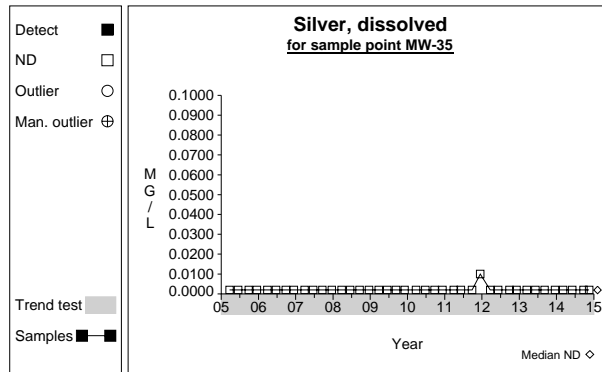 Detect
ND
Outlier
Man. outlier
Trend test
Samples
Silver, dissolved
for sample point MW-35
0.1000
0.0900
0.0800
0.0700
0.0600
0.0500
0.0400
0.0300
0.0200
0.0100
0.0000
M
G
/
L
05 06 07 08 09 10 11 12 13 14 15
Year
Median ND